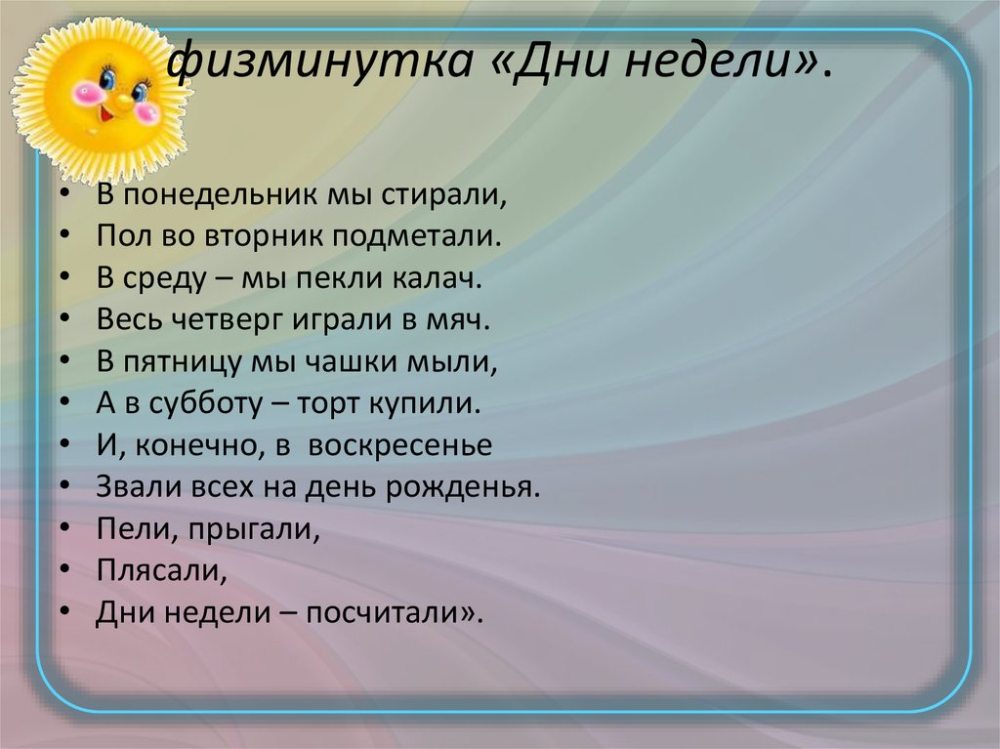 физминутка «Дни недели».
• В понедельник мы стирали,
• Пол во вторник подметали.
• В среду – мы пекли калач.
• Весь четверг играли в мяч.
• В пятницу мы чашки мыли,
• А в субботу – торт купили.
• И, конечно, в  воскресенье
• Звали всех на день рожденья.
• Пели, прыгали,
• Плясали,
• Дни недели – посчитали».